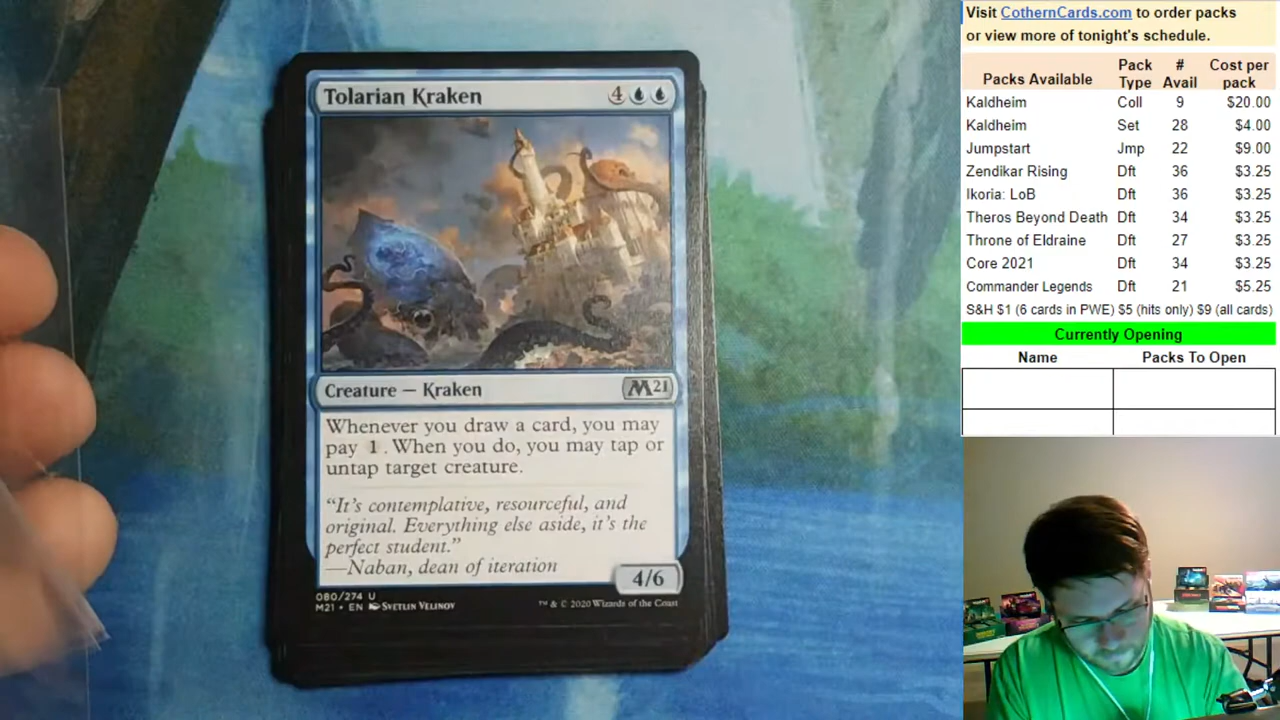 Tolarian Kraken 4
Creature — Kraken M21
Whenever you draw a card, you may
pay 1. When you do, you may tap or
untap target creature.
“It's contemplative, resourceful, and
original. Everything else aside, it's the
perfect student.”
—Naban, dean of iteration
4/6
080/274 U
M21 • EN Svetlin Velinov
™ & © 2020 Wizards of the Coast
Visit CothernCards.com to order packs
or view more of tonight's schedule.
Packs Available Pack Type # Avail Cost per pack
Kaldheim Coll 9 $20.00
Kaldheim Set 28 $4.00
Jumpstart Jmp 22 $9.00
Zendikar Rising Dft 36 $3.25
Ikoria: LoB Dft 36 $3.25
Theros Beyond Death Dft 34 $3.25
Throne of Eldraine Dft 27 $3.25
Core 2021 Dft 34 $3.25
Commander Legends Dft 21 $5.25
S&H $1 (6 cards in PWE) $5 (hits only) $9 (all cards)
Currently Opening
Name Packs To Open